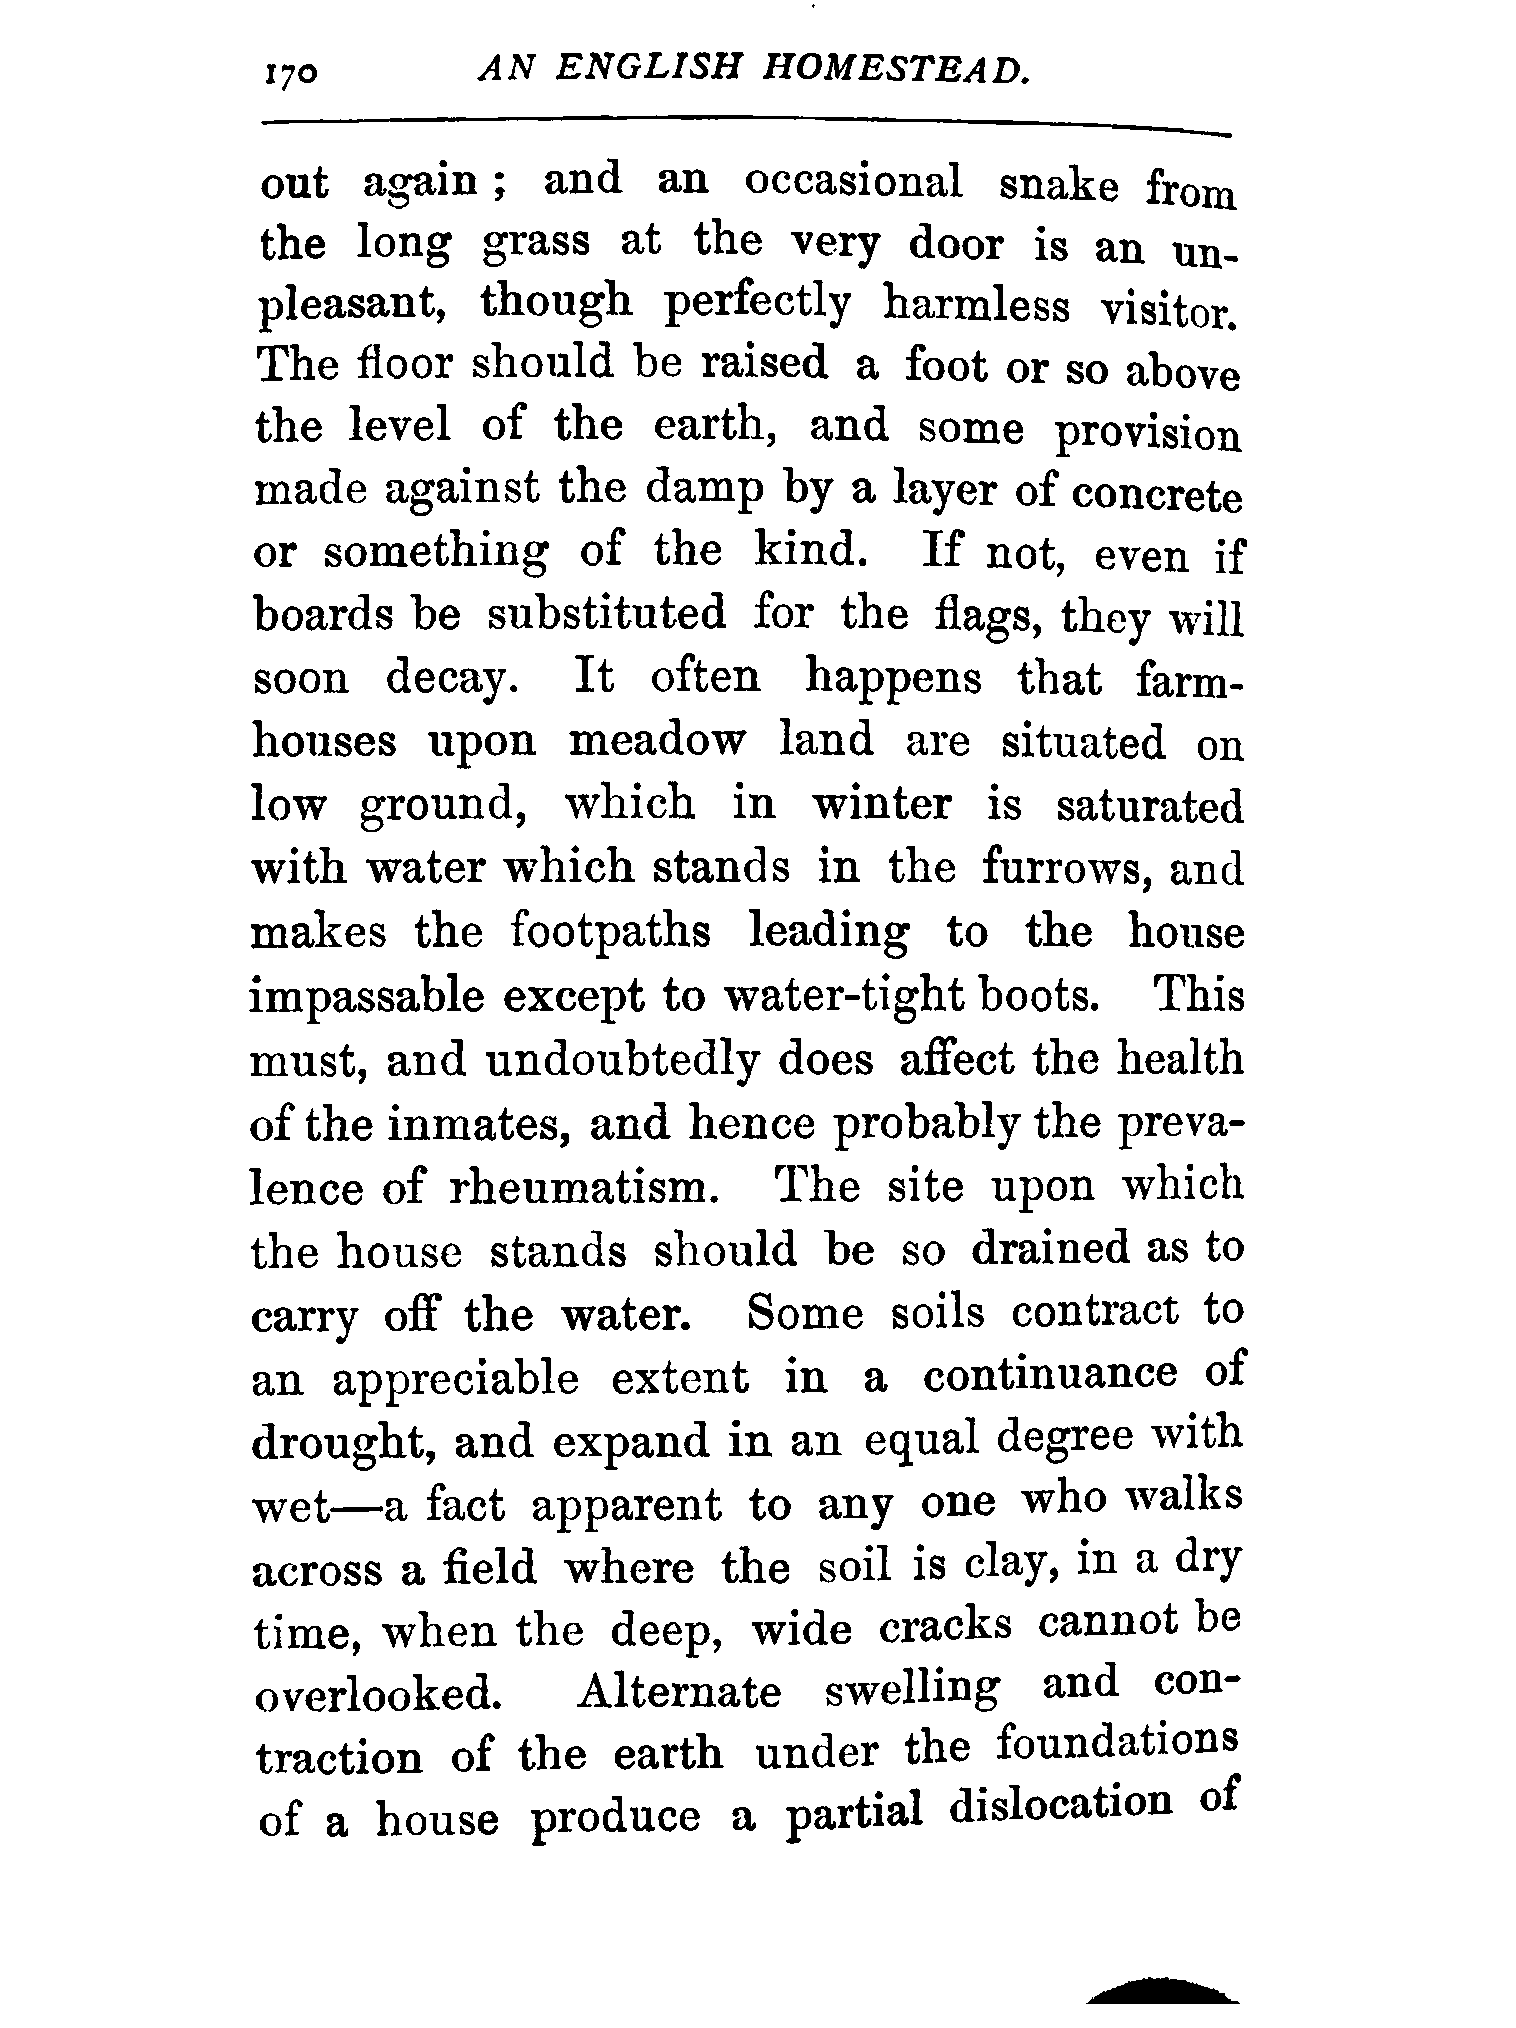 170 AN ENGLISH HOMESTEAD.
out again ; and an occasional snake from
the long grass at the very door is an un-
pleasant, though perfectly harmless visitor.
The floor should be raised a foot or so above
the level of the earth, and some provision
made against the damp by a layer of concrete
or something of the kind. If not, even if
boards be substituted for the flags, they will
soon decay. It often happens that farm-
houses upon meadow land are situated on
low ground, which in winter is saturated
with water which stands in the furrows, and
makes the footpaths leading to the house
impassable except to water-tight boots. This
must, and undoubtedly does affect the health
of the inmates, and hence probably the preva-
lence of rheumatism. The site upon which
the house stands should be so drained as to
carry off the water. Some soils contract to
an appreciable extent in a continuance of
drought, and expand in an equal degree with
wet—a fact apparent to any one who walks
across a field where the soil is clay, in a dry
time, when the deep, wide cracks cannot be
overlooked. Alternate swelling and con-
traction of the earth under the foundations
of a house produce a partial dislocation of